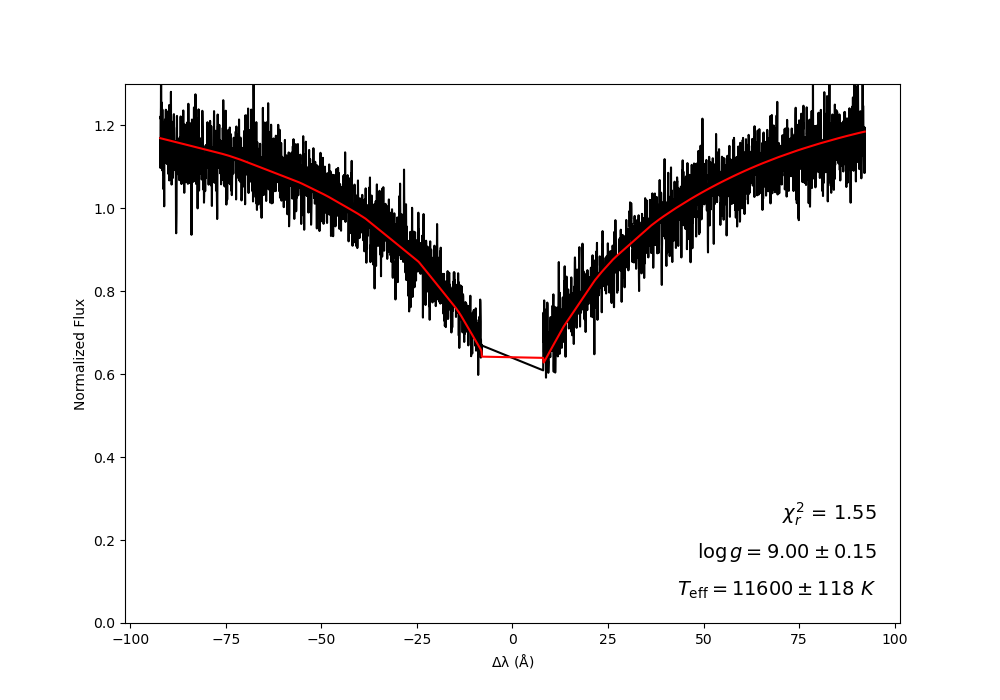 1.2
1.0
0.8
0.6
0.4
0.2
0.0
Normalized Flux
χ²ᵣ = 1.55
log g = 9.00 ± 0.15
T_eff = 11600 ± 118 K
−100 −75 −50 −25 0 25 50 75 100
Δλ (Å)